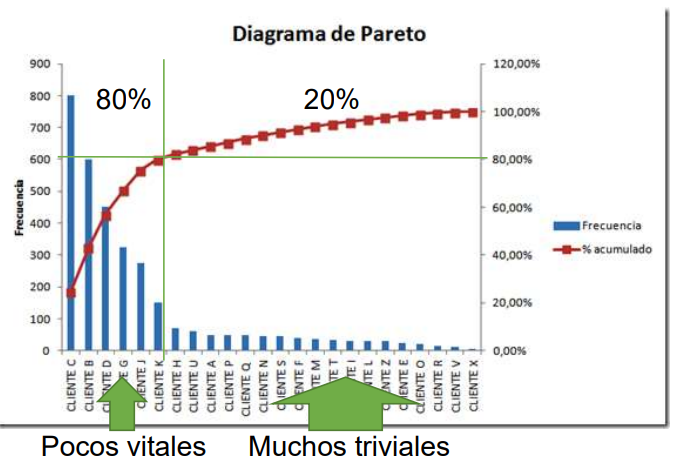 Diagrama de Pareto
900
800
700
600
500
400
300
200
100
0
Frecuencia
80%
20%
120,00%
100,00%
80,00%
60,00%
40,00%
20,00%
0,00%
Frecuencia
% acumulado
CLIENTE C
CLIENTE B
CLIENTE D
CLIENTE G
CLIENTE J
CLIENTE K
CLIENTE H
CLIENTE U
CLIENTE A
CLIENTE P
CLIENTE Q
CLIENTE N
CLIENTE S
CLIENTE F
CLIENTE M
CLIENTE T
CLIENTE I
CLIENTE L
CLIENTE Z
CLIENTE E
CLIENTE O
CLIENTE R
CLIENTE V
CLIENTE X
Pocos vitales
Muchos triviales